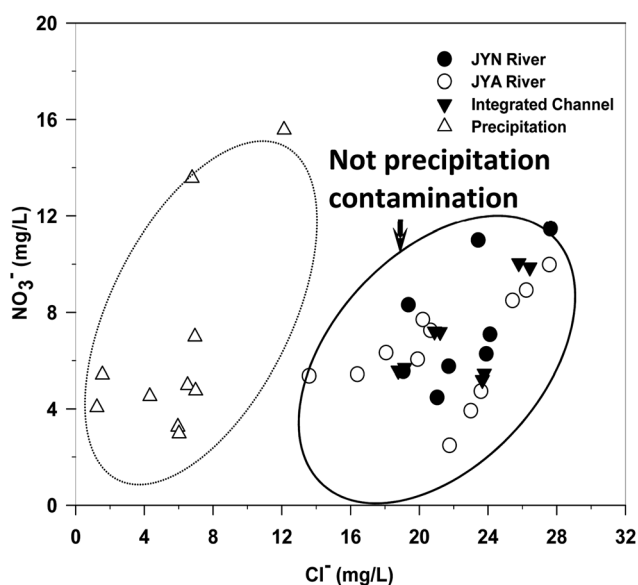 20
16
12
8
4
0
NO₃⁻ (mg/L)
JYN River
JYA River
Integrated Channel
Precipitation
Not precipitation
contamination
0 4 8 12 16 20 24 28 32
Cl⁻ (mg/L)